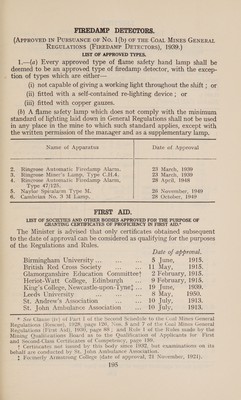 FIREDAMP DETECTORS.
(Approved in Pursuance of No. 1(b) of the Coal Mines General
Regulations (Firedamp Detectors), 1939.)
LIST OF APPROVED TYPES.
1.—(a) Every approved type of flame safety hand lamp shall be
deemed to be an approved type of firedamp detector, with the excep-
tion of types which are either—
(i) not capable of giving a working light throughout the shift ; or
(ii) fitted with a self-contained re-lighting device ; or
(iii) fitted with copper gauzes.
(b) A flame safety lamp which does not comply with the minimum
standard of lighting laid down in General Regulations shall not be used
in any place in the mine to which such standard applies, except with
the written permission of the manager and as a supplementary lamp.
Name of Apparatus Date of Approval
2. Ringrose Automatic Firedamp Alarm. 23 March, 1939
3. Ringrose Miner's Lamp, Type C.H.4. 23 March, 1939
4. Ringrose Automatic Firedamp Alarm, 28 April, 1948
Type 47/125.
5. Naylor Spiralarm Type M. 26 November, 1949
6. Cambrian No. 9 M Lamp. 28 October, 1949
FIRST AID.
LIST OF SOCIETIES AND OTHER BODIES APPROVED FOR THE PURPOSE OF
GRANTING CERTIFICATES OF PROFICIENCY IN FIRST AID.*
The Minister is advised that only certificates obtained subsequent
to the date of approval can be considered as qualifying for the purposes
of the Regulations and Rules.
Date of approval.
Birmingham University ... 5 June, 1915.
British Red Cross Society ... 11 May, 1915.
Glamorganshire Education Committee† 2 February, 1915.
Heriot-Watt College, Edinburgh ... 9 February, 1915.
King's College, Newcastle-upon-Tyne‡... 19 June, 1930.
Leeds University ... 8 May, 1950.
St. Andrew's Association ... 10 July, 1913.
St. John Ambulance Association ... 10 July, 1913.
* See Clause (iv) of Part I of the Second Schedule to the Coal Mines General
Regulations (Rescue), 1928, page 126, Nos. 3 and 7 of the Coal Mines General
Regulations (First Aid), 1930, page 88 ; and Rule 1 of the Rules made by the
Mining Qualifications Board as to the Qualification of Applicants for First
and Second-Class Certificates of Competency, page 180.
† Certificates not issued by this body since 1932, but examinations on its
behalf are conducted by St. John Ambulance Association.
‡ Formerly Armstrong College (date of approval, 21 November, 1921).
198